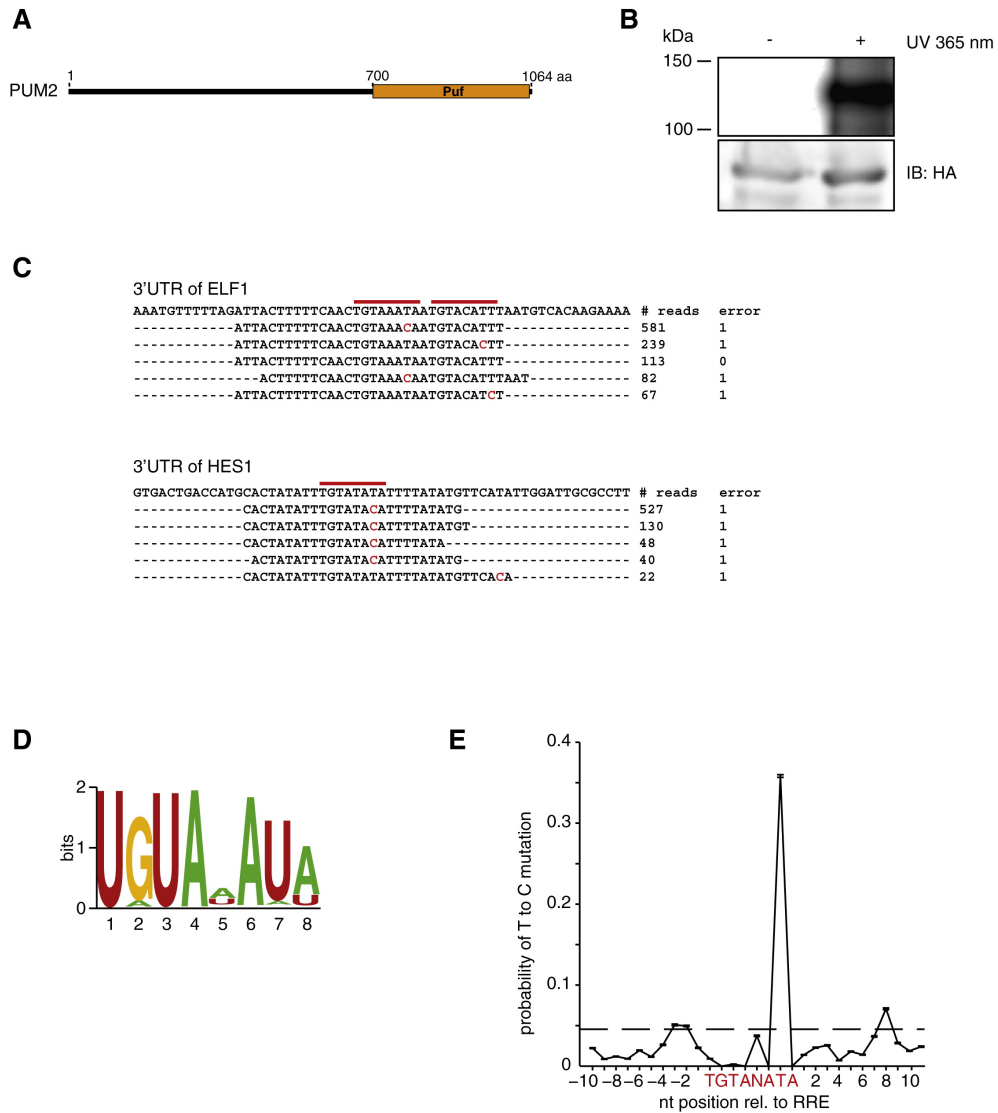 A
1 700 1064 aa
PUM2 Puf
B
kDa - + UV 365 nm
150
100
IB: HA
C
3'UTR of ELF1
AAATGTTTTTAGATTACTTTTTCAACTGTAAATAATGTACATTTAATGTCACAAGAAAA # reads error
------------ATTACTTTTTCAACTGTAAACAATGTACATTT--------------- 581 1
------------ATTACTTTTTCAACTGTAAATAATGTACACTT--------------- 239 1
------------ATTACTTTTTCAACTGTAAATAATGTACATTT--------------- 113 0
---------------ACTTTTTCAACTGTAAACAATGTACATTTAAT------------ 82 1
------------ATTACTTTTTCAACTGTAAATAATGTACATCT--------------- 67 1
3'UTR of HES1
GTGACTGACCATGCACTATATTTGTATATATTTTATATGTTCATATTGGATTGCGCCTT # reads error
-------------CACTATATTTGTATACATTTTATATG-------------------- 527 1
-------------CACTATATTTGTATACATTTTATATGT------------------- 130 1
-------------CACTATATTTGTATACATTTTATA---------------------- 48 1
--------------ACTATATTTGTATACATTTTATATG-------------------- 40 1
-------------CACTATATTTGTATATATTTTATATGTTCACA-------------- 22 1
D
bits
2
1
0
UGUANAUA
1 2 3 4 5 6 7 8
E
probability of T to C mutation
0.4
0.3
0.2
0.1
0
−10 −8 −6 −4 −2 TGTANATA 2 4 6 8 10
nt position rel. to RRE